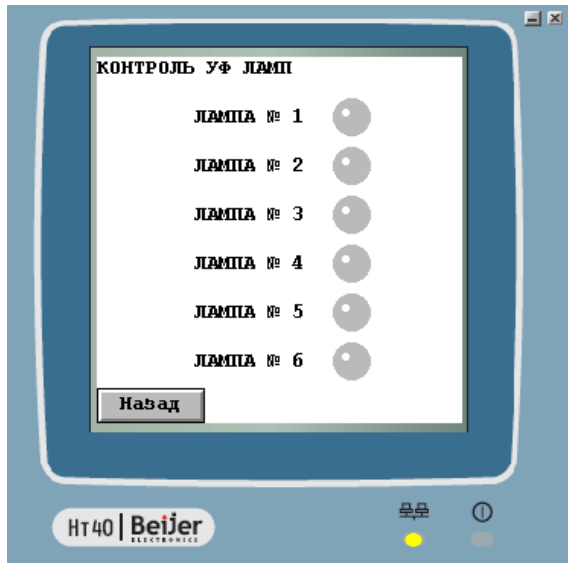 КОНТРОЛЬ УФ ЛАМП
ЛАМПА № 1
ЛАМПА № 2
ЛАМПА № 3
ЛАМПА № 4
ЛАМПА № 5
ЛАМПА № 6
Назад
HT40 | Beijer
ELECTRONICS